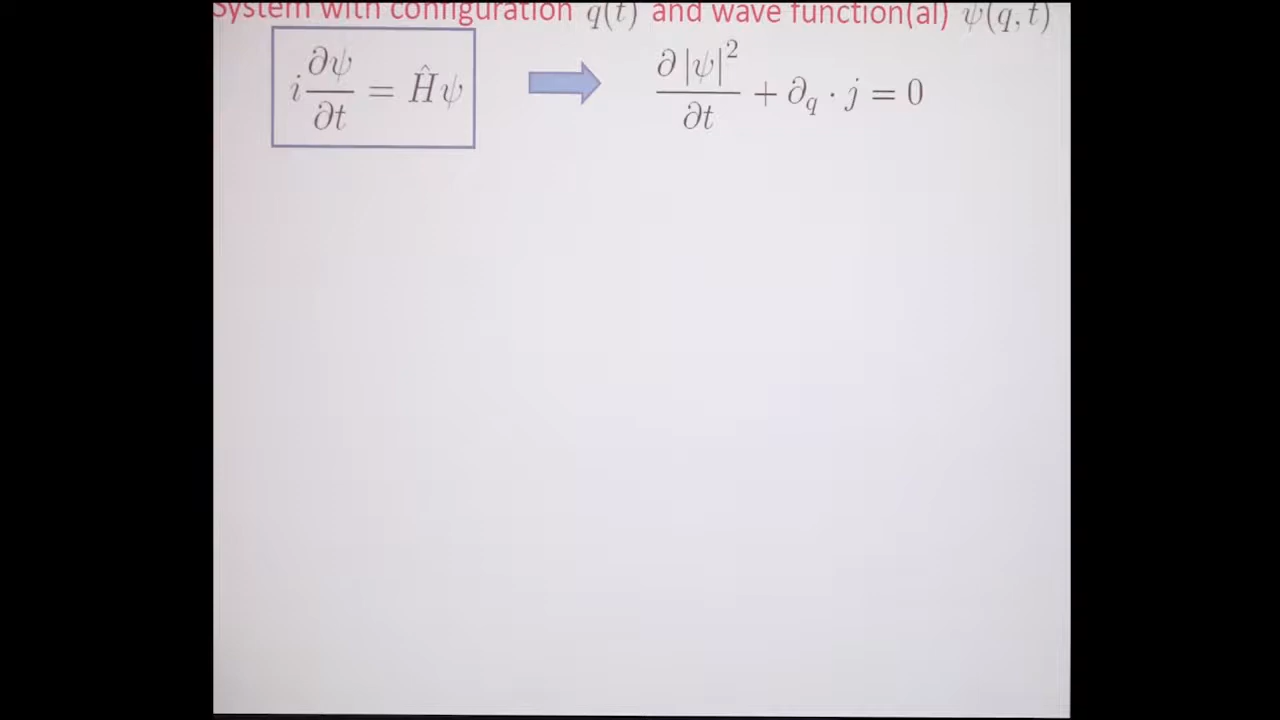 System with configuration q(t) and wave function(al) ψ(q, t)
i ∂ψ/∂t = Ĥψ ∂|ψ|²/∂t + ∂_q · j = 0